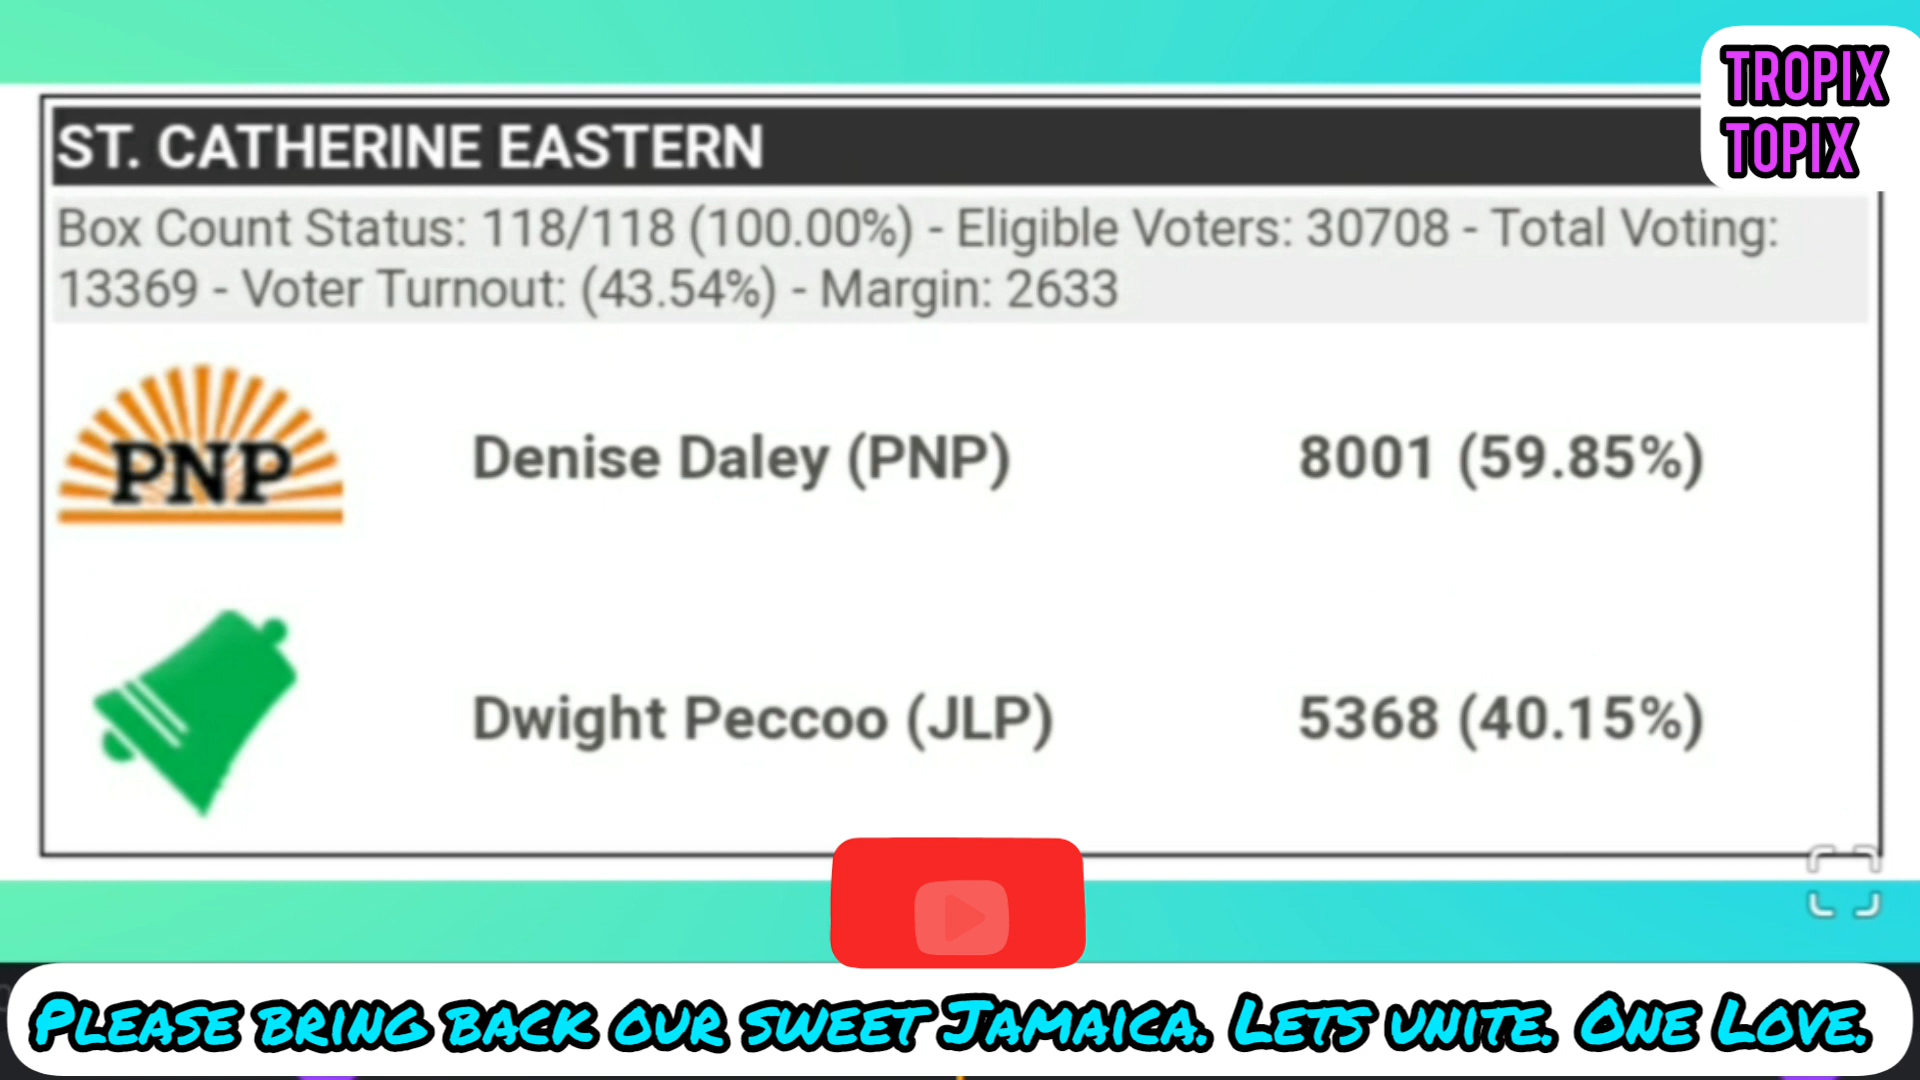 TROPIX
TOPIX
ST. CATHERINE EASTERN
Box Count Status: 118/118 (100.00%) - Eligible Voters: 30708 - Total Voting:
13369 - Voter Turnout: (43.54%) - Margin: 2633
PNP
Denise Daley (PNP) 8001 (59.85%)
Dwight Peccoo (JLP) 5368 (40.15%)
PLEASE BRING BACK OUR SWEET JAMAICA. LETS UNITE. ONE LOVE.